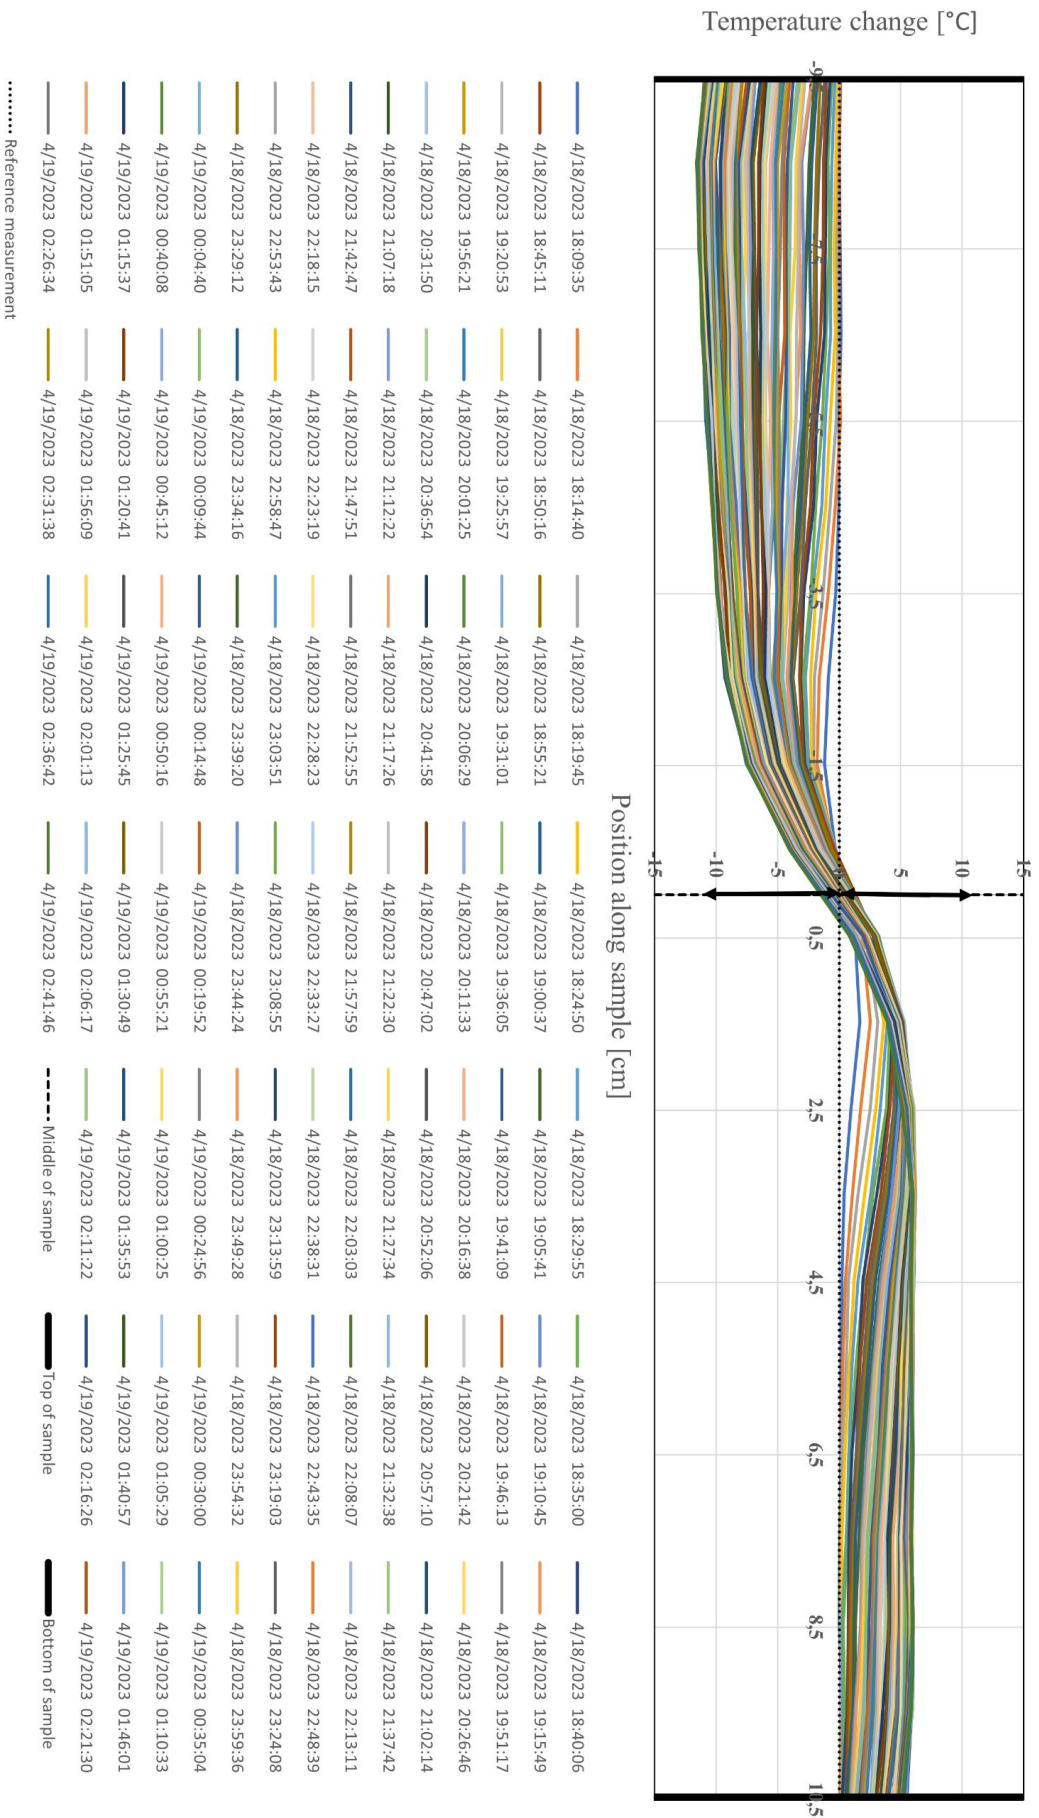 Temperature change [°C]
15
10
5
-5
-10
-15
-7,5 -3,5 -1,5 0,5 2,5 4,5 6,5 8,5 10,5
Position along sample [cm]
4/18/2023 18:09:35 4/18/2023 18:14:40 4/18/2023 18:19:45 4/18/2023 18:24:50 4/18/2023 18:29:55 4/18/2023 18:35:00 4/18/2023 18:40:06
4/18/2023 18:45:11 4/18/2023 18:50:16 4/18/2023 18:55:21 4/18/2023 19:00:37 4/18/2023 19:05:41 4/18/2023 19:10:45 4/18/2023 19:15:49
4/18/2023 19:20:53 4/18/2023 19:25:57 4/18/2023 19:31:01 4/18/2023 19:36:05 4/18/2023 19:41:09 4/18/2023 19:46:13 4/18/2023 19:51:17
4/18/2023 19:56:21 4/18/2023 20:01:25 4/18/2023 20:06:29 4/18/2023 20:11:33 4/18/2023 20:16:38 4/18/2023 20:21:42 4/18/2023 20:26:46
4/18/2023 20:31:50 4/18/2023 20:36:54 4/18/2023 20:41:58 4/18/2023 20:47:02 4/18/2023 20:52:06 4/18/2023 20:57:10 4/18/2023 21:02:14
4/18/2023 21:07:18 4/18/2023 21:12:22 4/18/2023 21:17:26 4/18/2023 21:22:30 4/18/2023 21:27:34 4/18/2023 21:32:38 4/18/2023 21:37:42
4/18/2023 21:42:47 4/18/2023 21:47:51 4/18/2023 21:52:55 4/18/2023 21:57:59 4/18/2023 22:03:03 4/18/2023 22:08:07 4/18/2023 22:13:11
4/18/2023 22:18:15 4/18/2023 22:23:19 4/18/2023 22:28:23 4/18/2023 22:33:27 4/18/2023 22:38:31 4/18/2023 22:43:35 4/18/2023 22:48:39
4/18/2023 22:53:43 4/18/2023 22:58:47 4/18/2023 23:03:51 4/18/2023 23:08:55 4/18/2023 23:13:59 4/18/2023 23:19:03 4/18/2023 23:24:08
4/18/2023 23:29:12 4/18/2023 23:34:16 4/18/2023 23:39:20 4/18/2023 23:44:24 4/18/2023 23:49:28 4/18/2023 23:54:32 4/18/2023 23:59:36
4/19/2023 00:04:40 4/19/2023 00:09:44 4/19/2023 00:14:48 4/19/2023 00:19:52 4/19/2023 00:24:56 4/19/2023 00:30:00 4/19/2023 00:35:04
4/19/2023 00:40:08 4/19/2023 00:45:12 4/19/2023 00:50:16 4/19/2023 00:55:21 4/19/2023 01:00:25 4/19/2023 01:05:29 4/19/2023 01:10:33
4/19/2023 01:15:37 4/19/2023 01:20:41 4/19/2023 01:25:45 4/19/2023 01:30:49 4/19/2023 01:35:53 4/19/2023 01:40:57 4/19/2023 01:46:01
4/19/2023 01:51:05 4/19/2023 01:56:09 4/19/2023 02:01:13 4/19/2023 02:06:17 4/19/2023 02:11:22 4/19/2023 02:16:26 4/19/2023 02:21:30
4/19/2023 02:26:34 4/19/2023 02:31:38 4/19/2023 02:36:42 4/19/2023 02:41:46 Middle of sample Top of sample Bottom of sample
Reference measurement